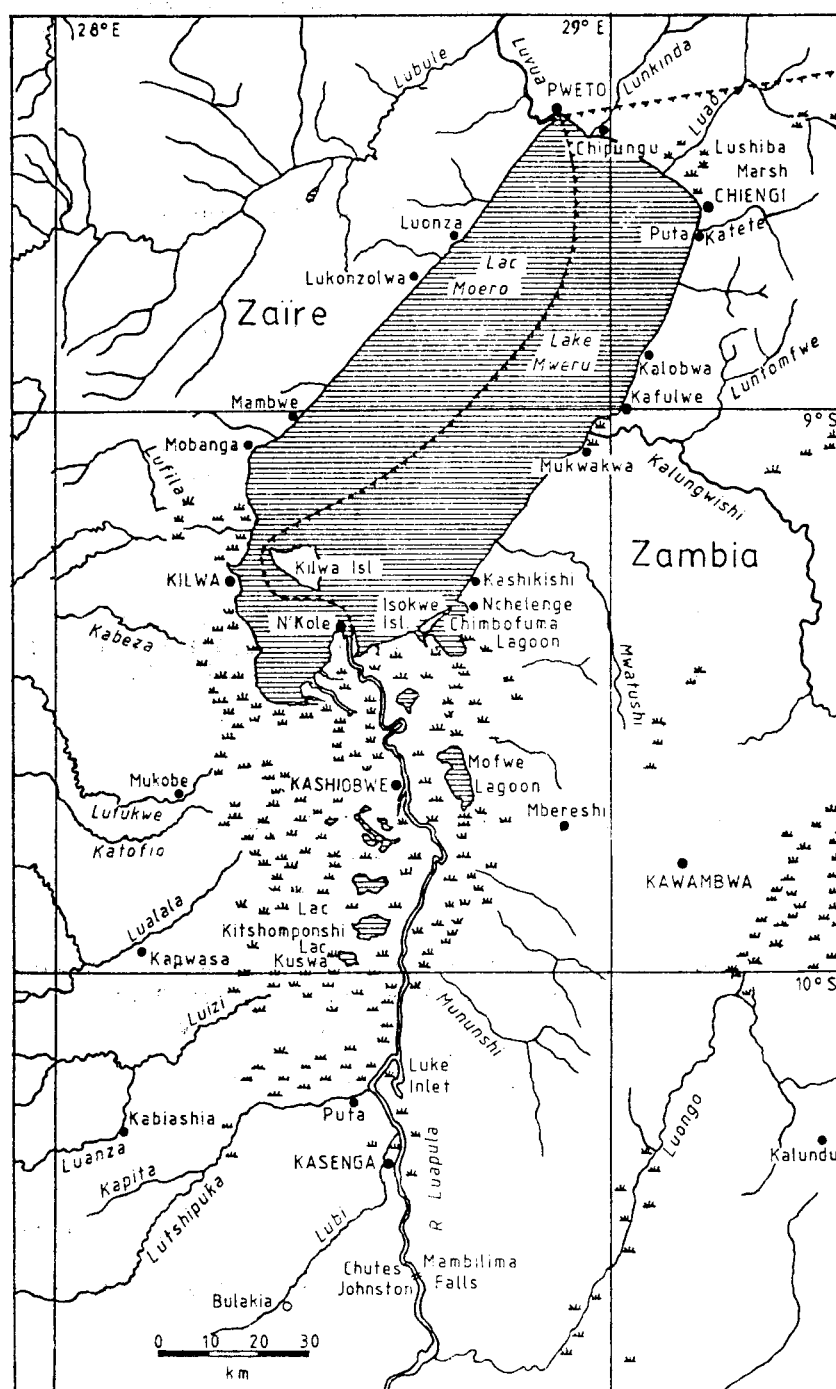 28° E
29° E
Lubule
Luvua
Lunkinda
PWETO
Luao
Chipungu
Lushiba
Marsh
CHIENGI
Luonza
Puta
Katete
Lac
Moero
Lukonzolwa
Zaïre
Lake
Mweru
Kalobwa
Luntomfwe
Mambwe
Kafulwe
9° S
Mobanga
Mukwakwa
Lufila
Kalungwishi
Zambia
Kilwa Isl
KILWA
Kashikishi
Isokwe
Isl.
Nchelenge
N'Kole
Chimbofuma
Lagoon
Kabeza
Mwatushi
Mofwe
Lagoon
Mukobe
KASHIOBWE
Lufukwe
Mbereshi
Katofio
KAWAMBWA
Lualala
Lac
Kitshomponshi
Lac
Kuswa
Kapwasa
10° S
Luizi
Mununshi
Luke
Inlet
Puta
Kabiashia
Luongo
Luanza
Kalundu
Kapita
KASENGA
R Luapula
Lutshipuka
Lubi
Chutes
Johnston
Mambilima
Falls
Bulakia
0 10 20 30
km